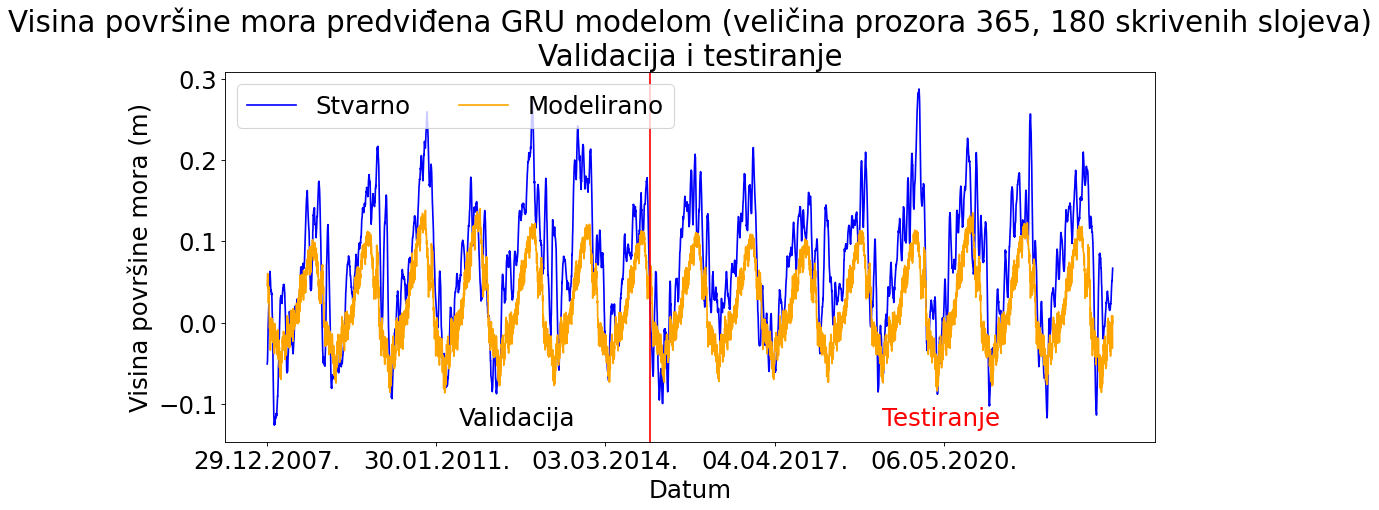 Visina površine mora predviđena GRU modelom (veličina prozora 365, 180 skrivenih slojeva)
Validacija i testiranje
Stvarno
Modelirano
Visina površine mora (m)
0.3
0.2
0.1
0.0
−0.1
Validacija
Testiranje
29.12.2007.
30.01.2011.
03.03.2014.
04.04.2017.
06.05.2020.
Datum